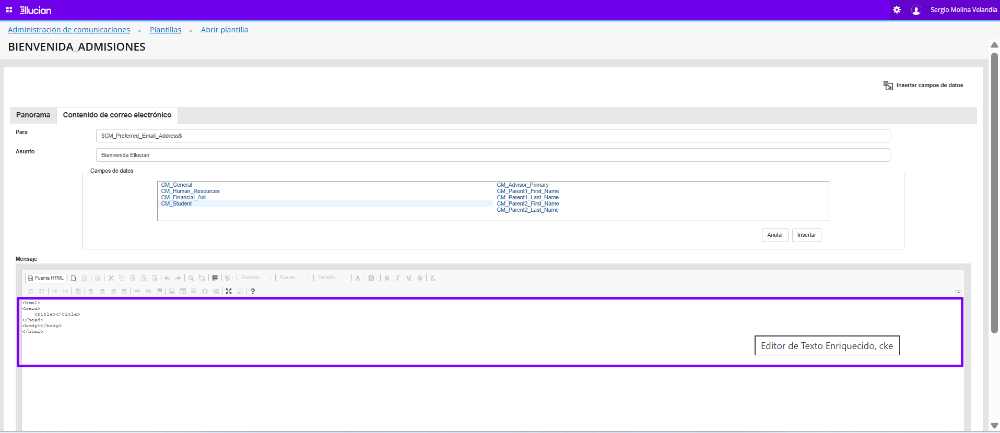 Ellucian
Sergio Molina Velandia
Administración de comunicaciones • Plantillas • Abrir plantilla
BIENVENIDA_ADMISIONES
Insertar campos de datos
Panorama
Contenido de correo electrónico
Para
$CM_Preferred_Email_Address$
Asunto
Bienvenida Ellucian
Campos de datos
CM_General
CM_Human_Resources
CM_Financial_Aid
CM_Student
CM_Advisor_Primary
CM_Parent1_First_Name
CM_Parent1_Last_Name
CM_Parent2_First_Name
CM_Parent2_Last_Name
Anular
Insertar
Mensaje
Fuente HTML
Formato
Fuente
Tamaño
<html>
<head>
    <title></title>
</head>
<body></body>
</html>
Editor de Texto Enriquecido, cke